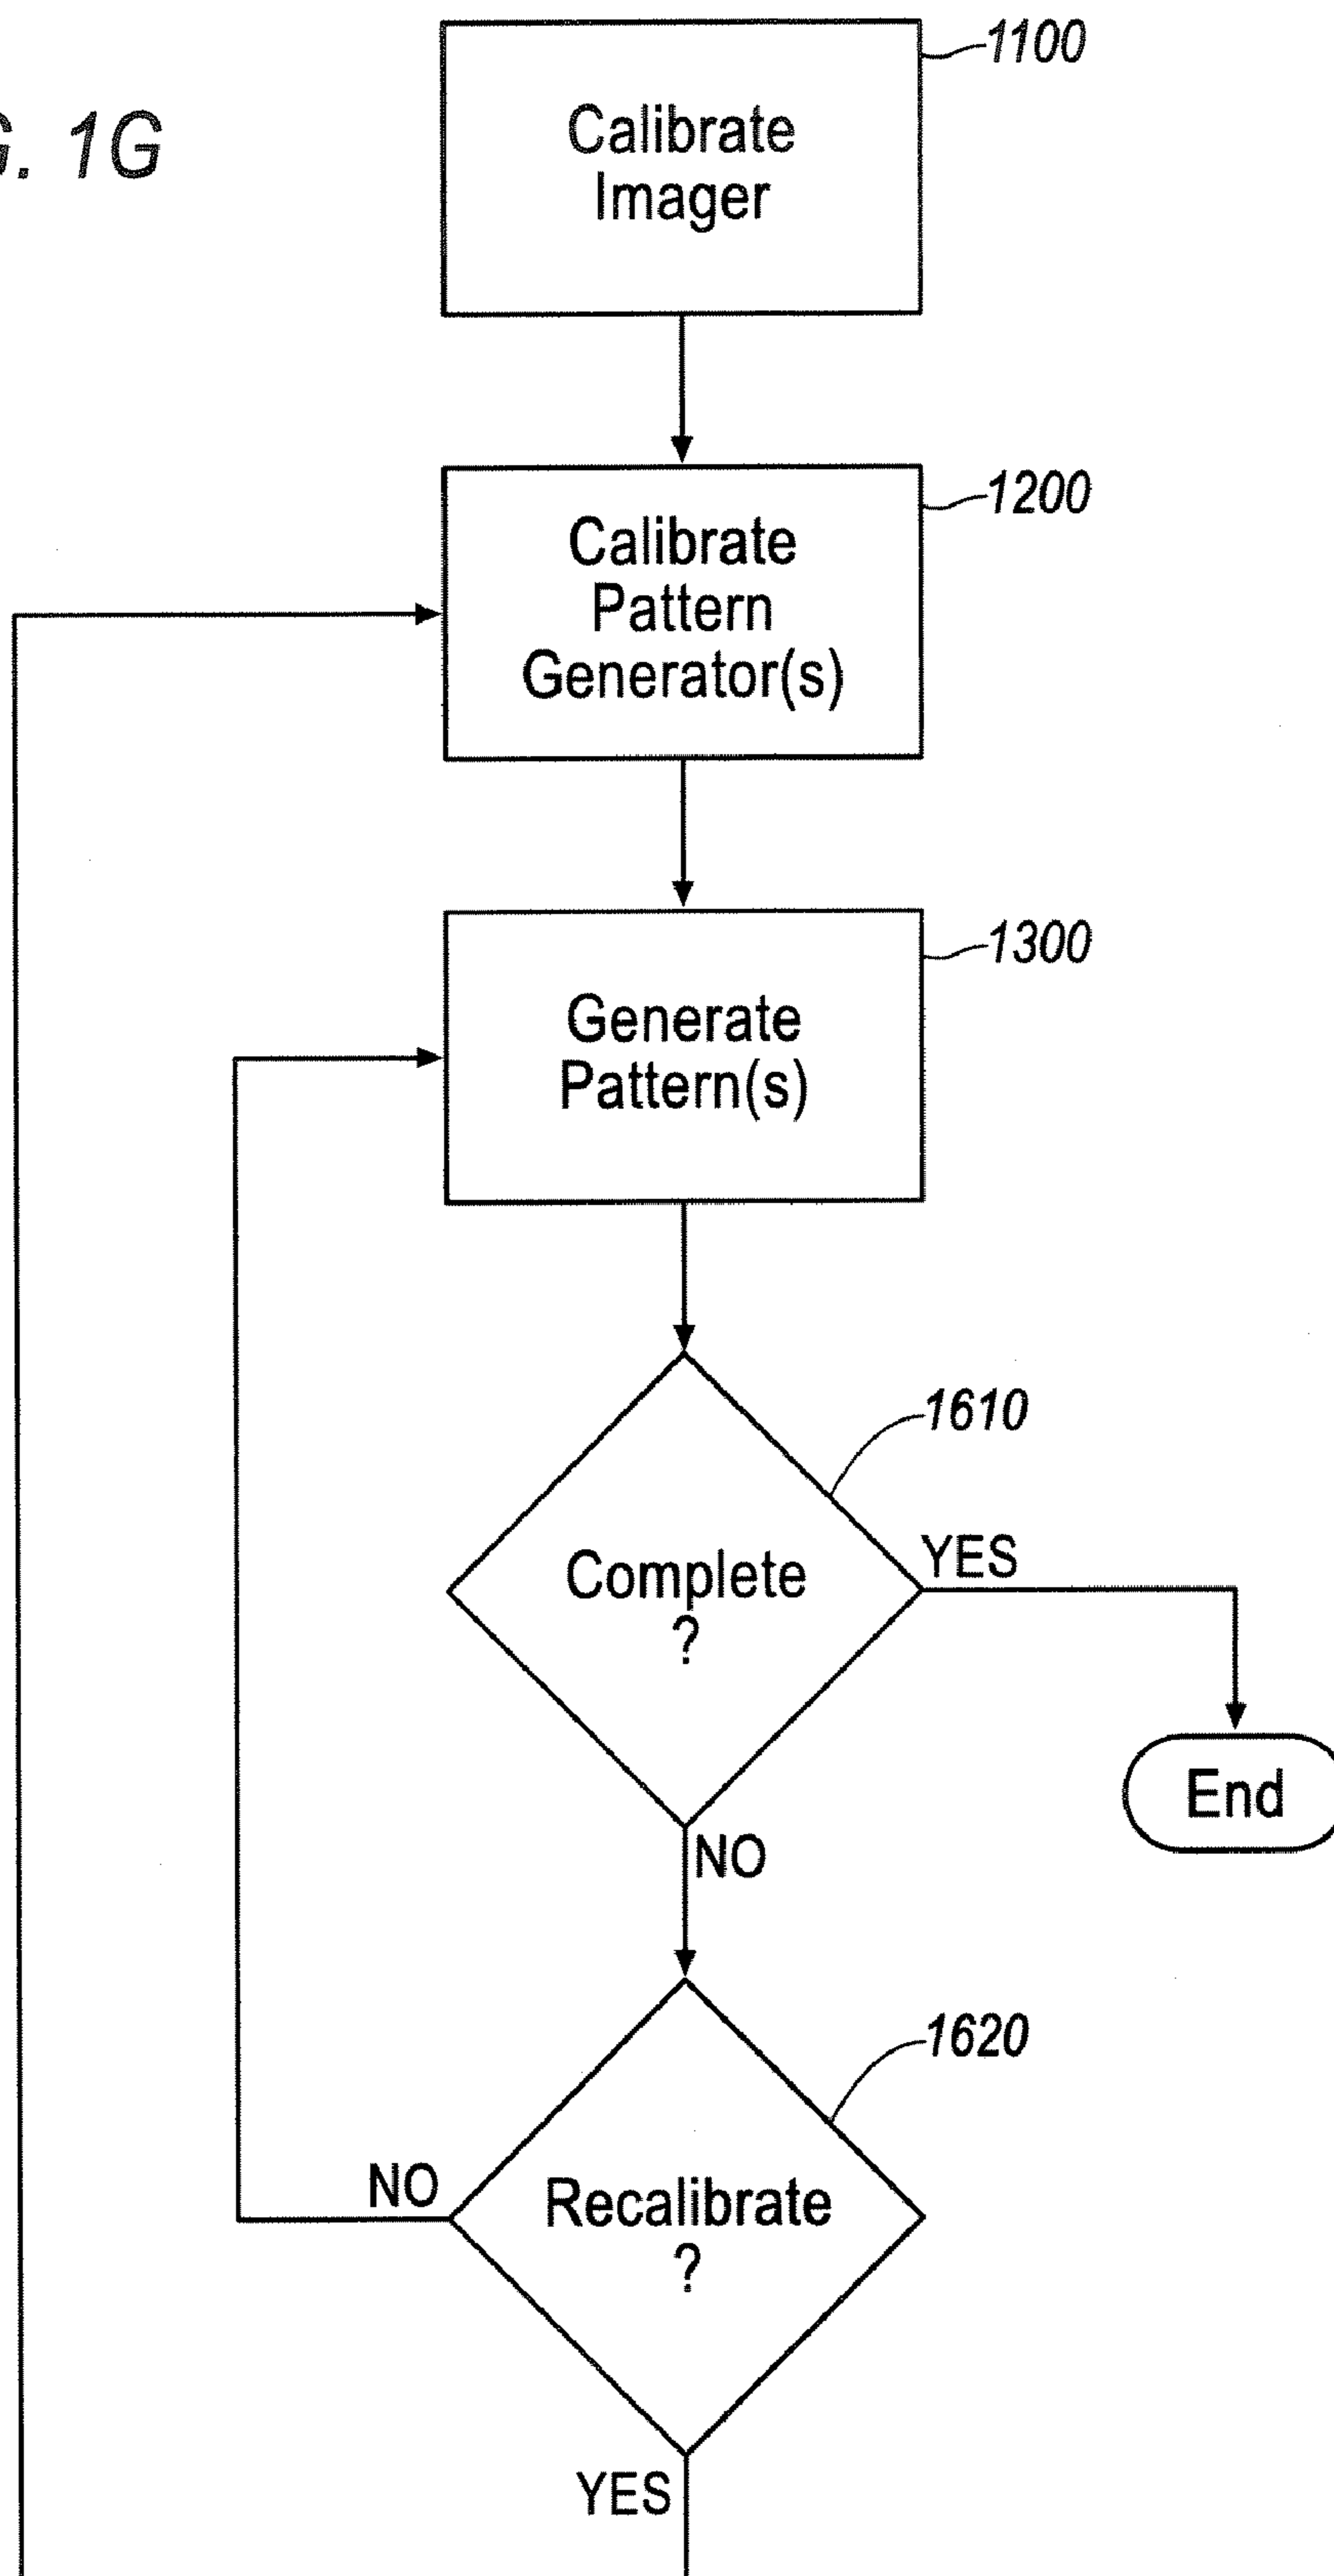 G. 1G
1100
Calibrate
Imager
1200
Calibrate
Pattern
Generator(s)
1300
Generate
Pattern(s)
1610
Complete
?
YES
End
NO
1620
Recalibrate
?
NO
YES